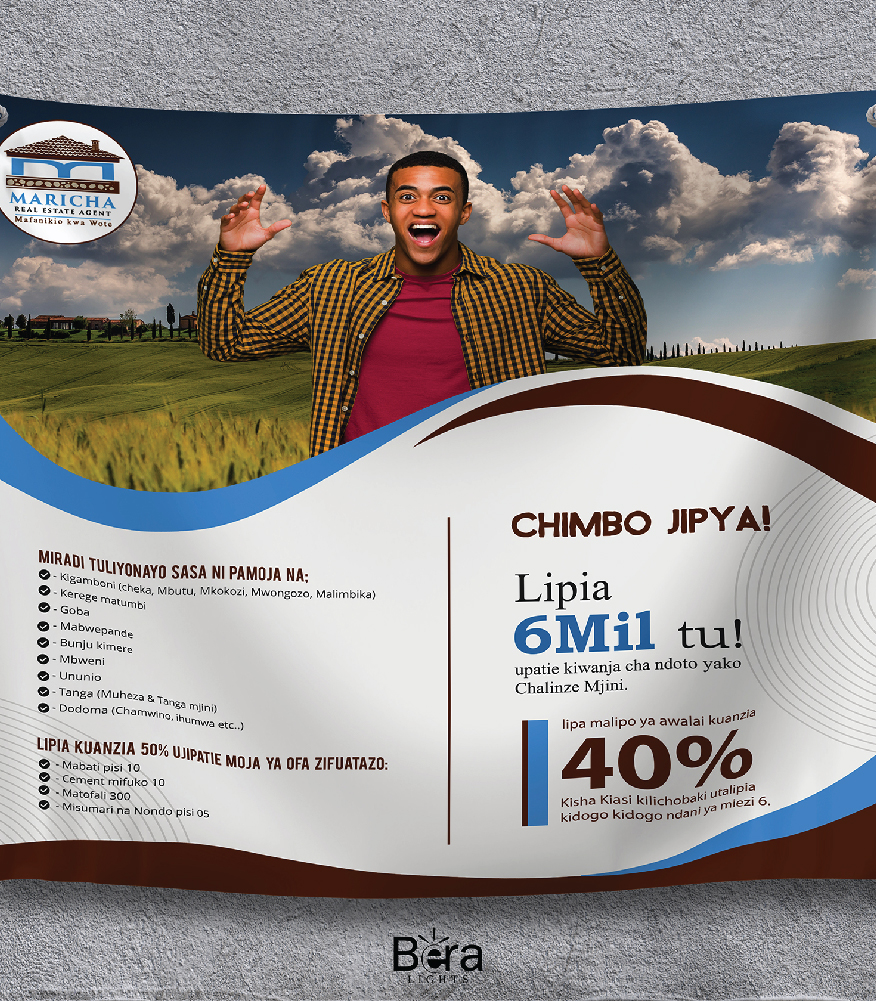 MARICHA
REAL ESTATE AGENT
Mafanikio kwa Wote
MIRADI TULIYONAYO SASA NI PAMOJA NA;
- Kigamboni (cheka, Mbutu, Mkokozi, Mwongozo, Malimbika)
- Kerege matumbi
- Goba
- Mabwepande
- Bunju kimere
- Mbweni
- Ununio
- Tanga (Muheza & Tanga mjini)
- Dodoma (Chamwino, ihumwa etc..)
LIPIA KUANZIA 50% UJIPATIE MOJA YA OFA ZIFUATAZO:
- Mabati pisi 10
- Cement mifuko 10
- Matofali 300
- Misumari na Nondo pisi 05
CHIMBO JIPYA!
Lipia
6Mil tu!
upatie kiwanja cha ndoto yako
Chalinze Mjini.
lipa malipo ya awalai kuanzia
40%
Kisha Kiasi kilichobaki utalipia
kidogo kidogo ndani ya miezi 6.
Bera
LIGHTS